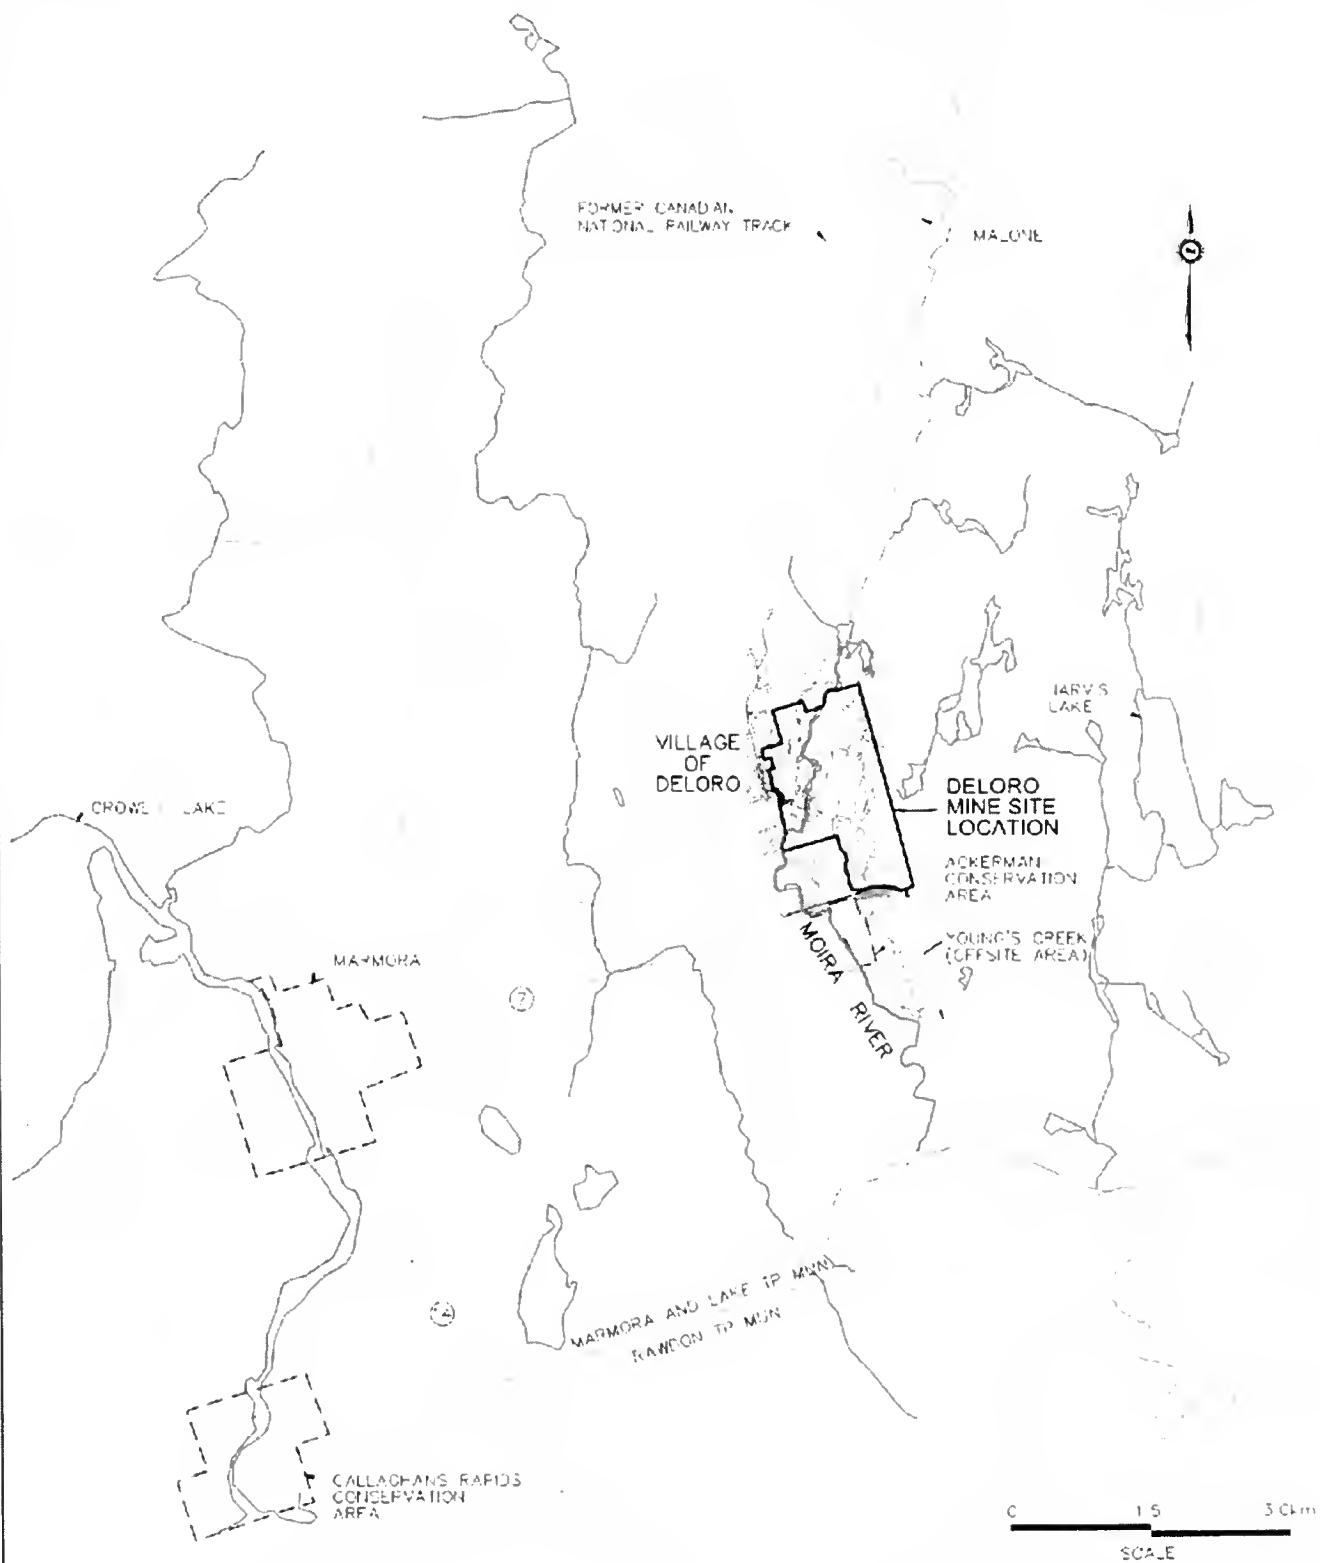 FORMER CANADIAN
NATIONAL RAILWAY TRACK
MALONE
VILLAGE
OF
DELORO
JARVIS
LAKE
DELORO
MINE SITE
LOCATION
CROWE LAKE
ACKERMAN
CONSERVATION
AREA
MOIRA RIVER
YOUNG'S CREEK
(OFFSITE AREA)
MARMORA
7
14
MARMORA AND LAKE TP MUN
RAWDON TP MUN
CALLAGHANS RAPIDS
CONSERVATION
AREA
0 1.5 3.0km
SCALE